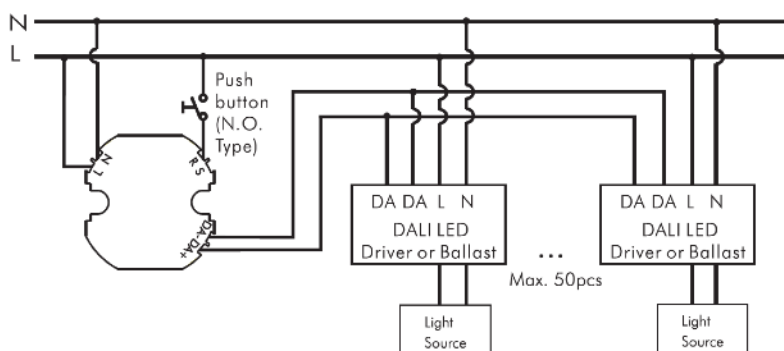 N
L
Push
button
(N.O.
Type)
L N
R S
DA- DA+
DA DA L N
DALI LED
Driver or Ballast
...
Max. 50pcs
DA DA L N
DALI LED
Driver or Ballast
Light
Source
Light
Source